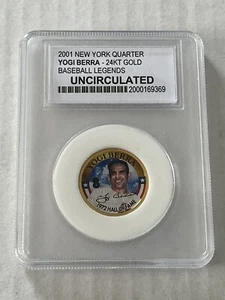 2001 NEW YORK QUARTER
YOGI BERRA - 24KT GOLD
BASEBALL LEGENDS
UNCIRCULATED
2000169369
YOGI BERRA
1972 HALL OF FAME